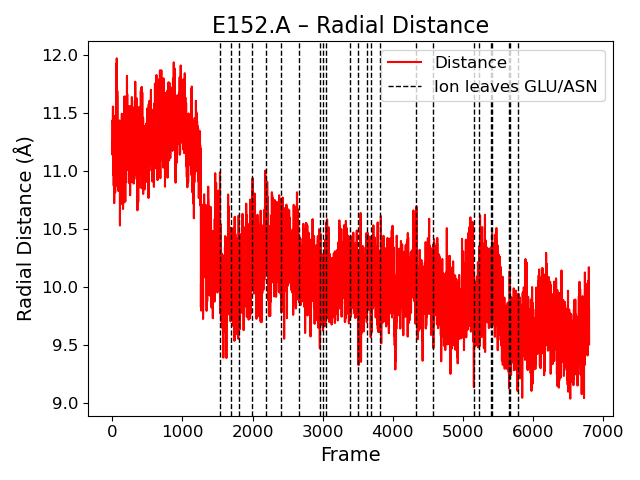 E152.A – Radial Distance
Distance
Ion leaves GLU/ASN
Radial Distance (Å)
12.0
11.5
11.0
10.5
10.0
9.5
9.0
0 1000 2000 3000 4000 5000 6000 7000
Frame